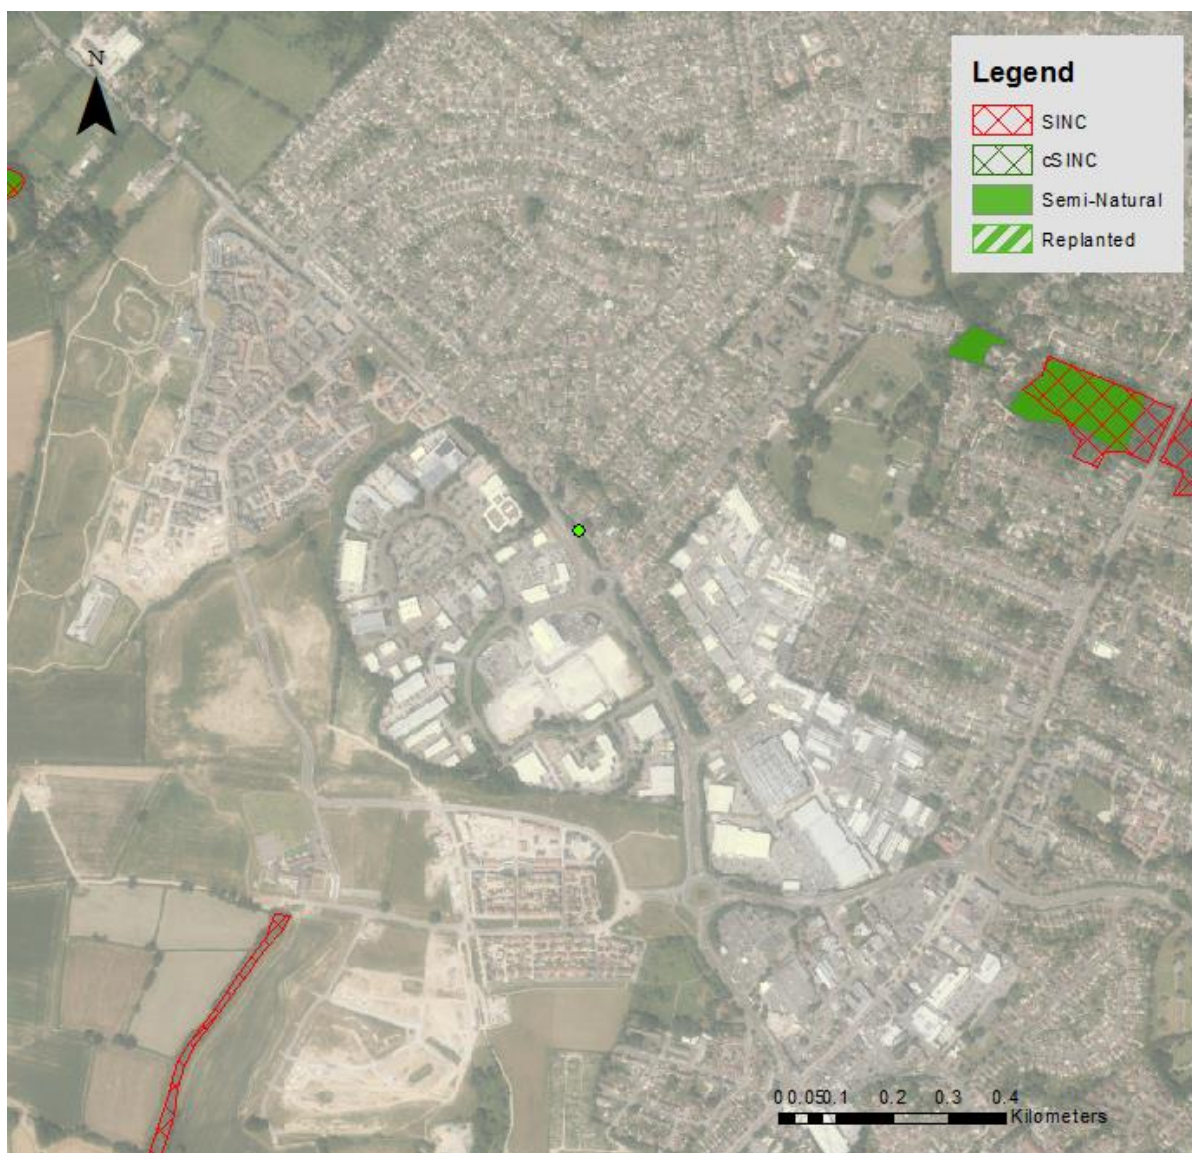 N
Legend
SINC
cSINC
Semi-Natural
Replanted
0 0.050.1 0.2 0.3 0.4
Kilometers